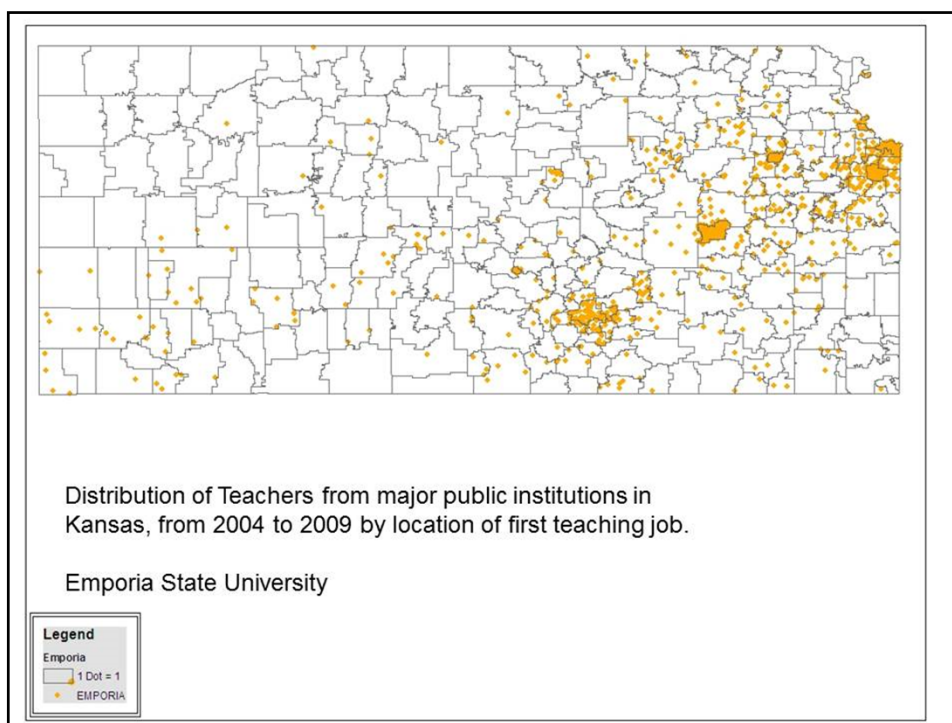 Distribution of Teachers from major public institutions in
Kansas, from 2004 to 2009 by location of first teaching job.
Emporia State University
Legend
Emporia
1 Dot = 1
EMPORIA